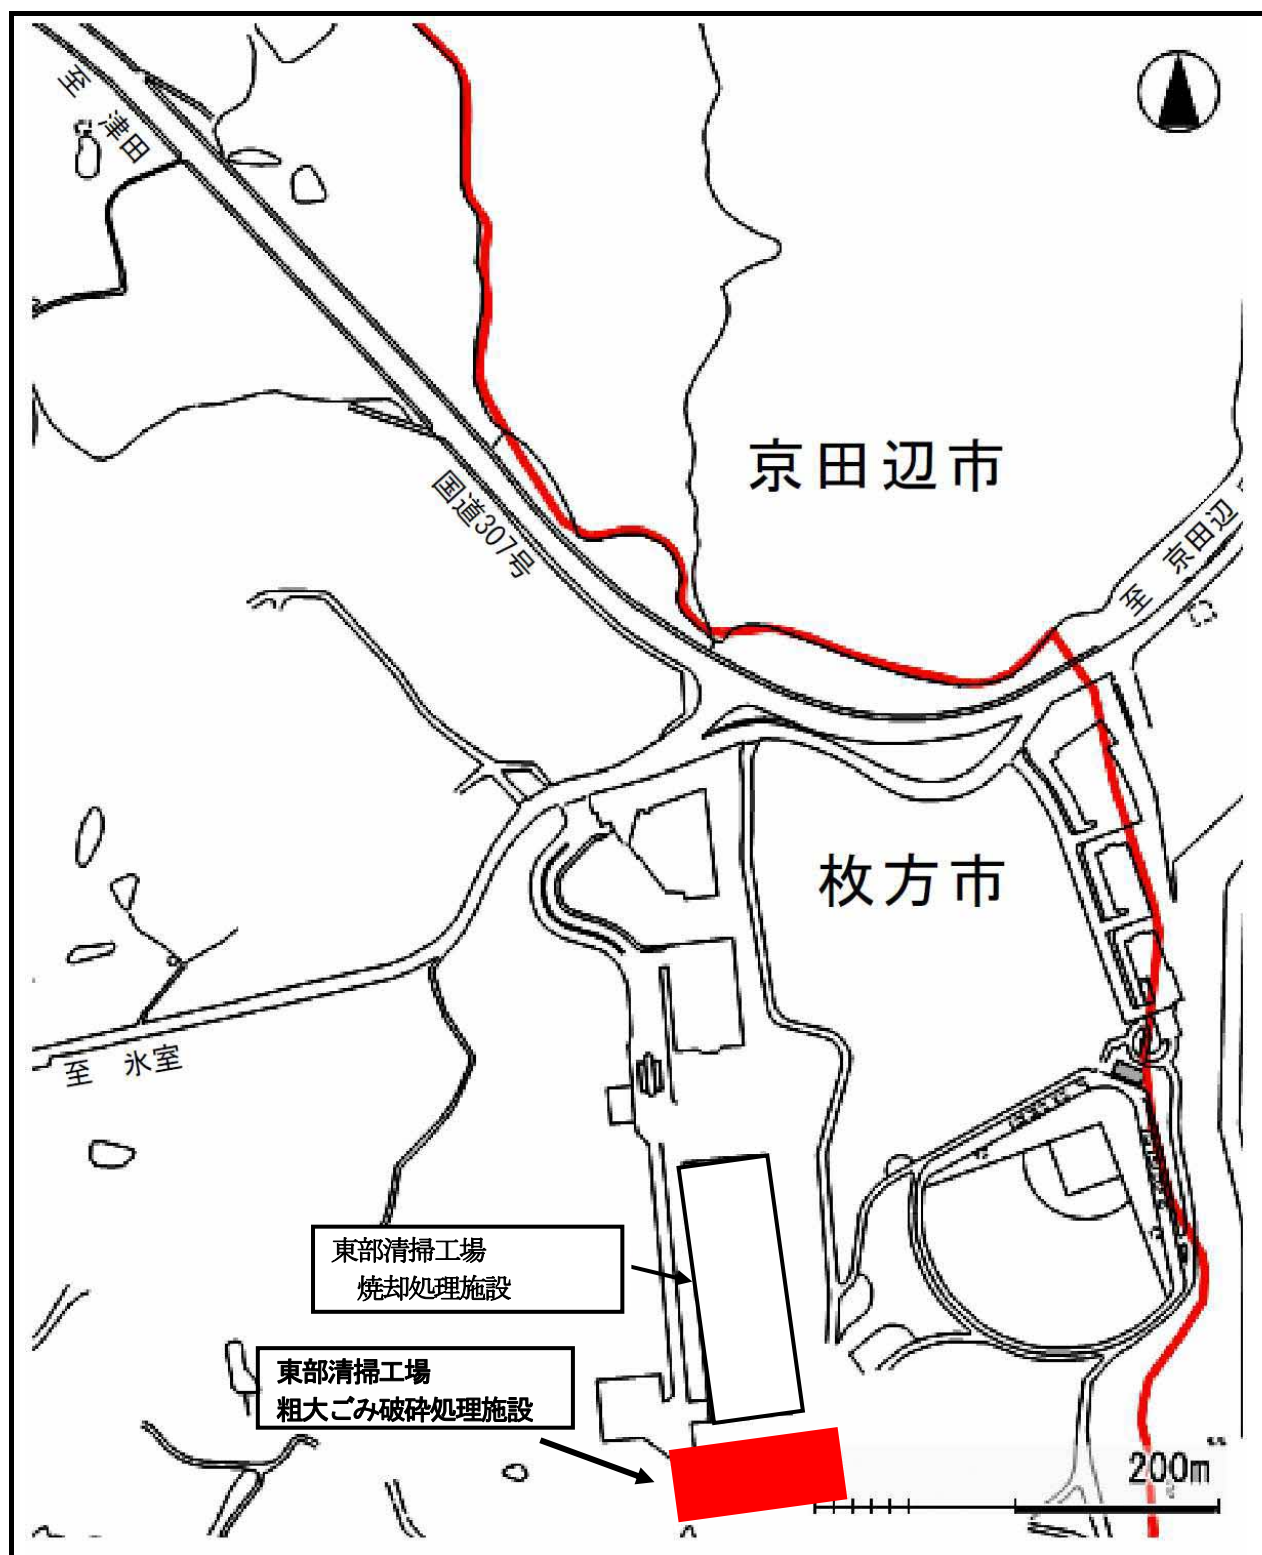 至 津田
京田辺市
国道307号
至 京田辺
枚方市
至 氷室
東部清掃工場
焼却処理施設
東部清掃工場
粗大ごみ破砕処理施設
200m